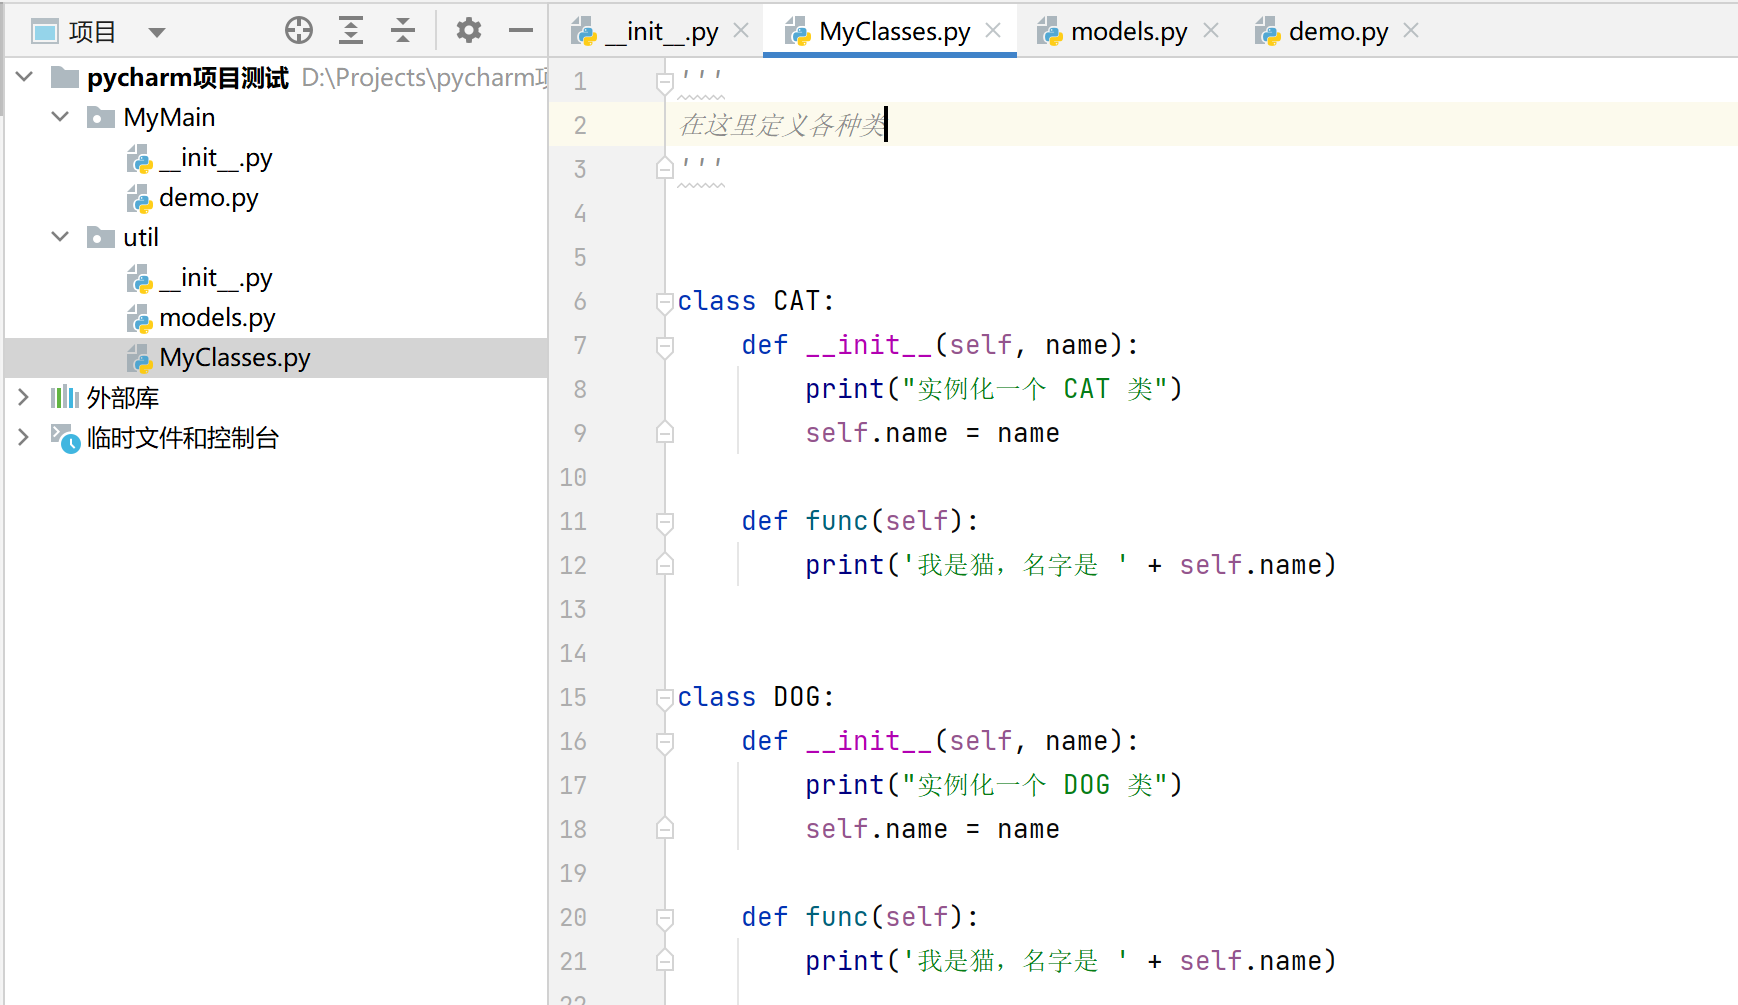 项目
pycharm项目测试 D:\Projects\pycharm项
MyMain
__init__.py
demo.py
util
__init__.py
models.py
MyClasses.py
外部库
临时文件和控制台
__init__.py MyClasses.py models.py demo.py
1 '''
2 在这里定义各种类
3 '''
4
5
6 class CAT:
7 def __init__(self, name):
8 print("实例化一个 CAT 类")
9 self.name = name
10
11 def func(self):
12 print('我是猫，名字是 ' + self.name)
13
14
15 class DOG:
16 def __init__(self, name):
17 print("实例化一个 DOG 类")
18 self.name = name
19
20 def func(self):
21 print('我是猫，名字是 ' + self.name)
22